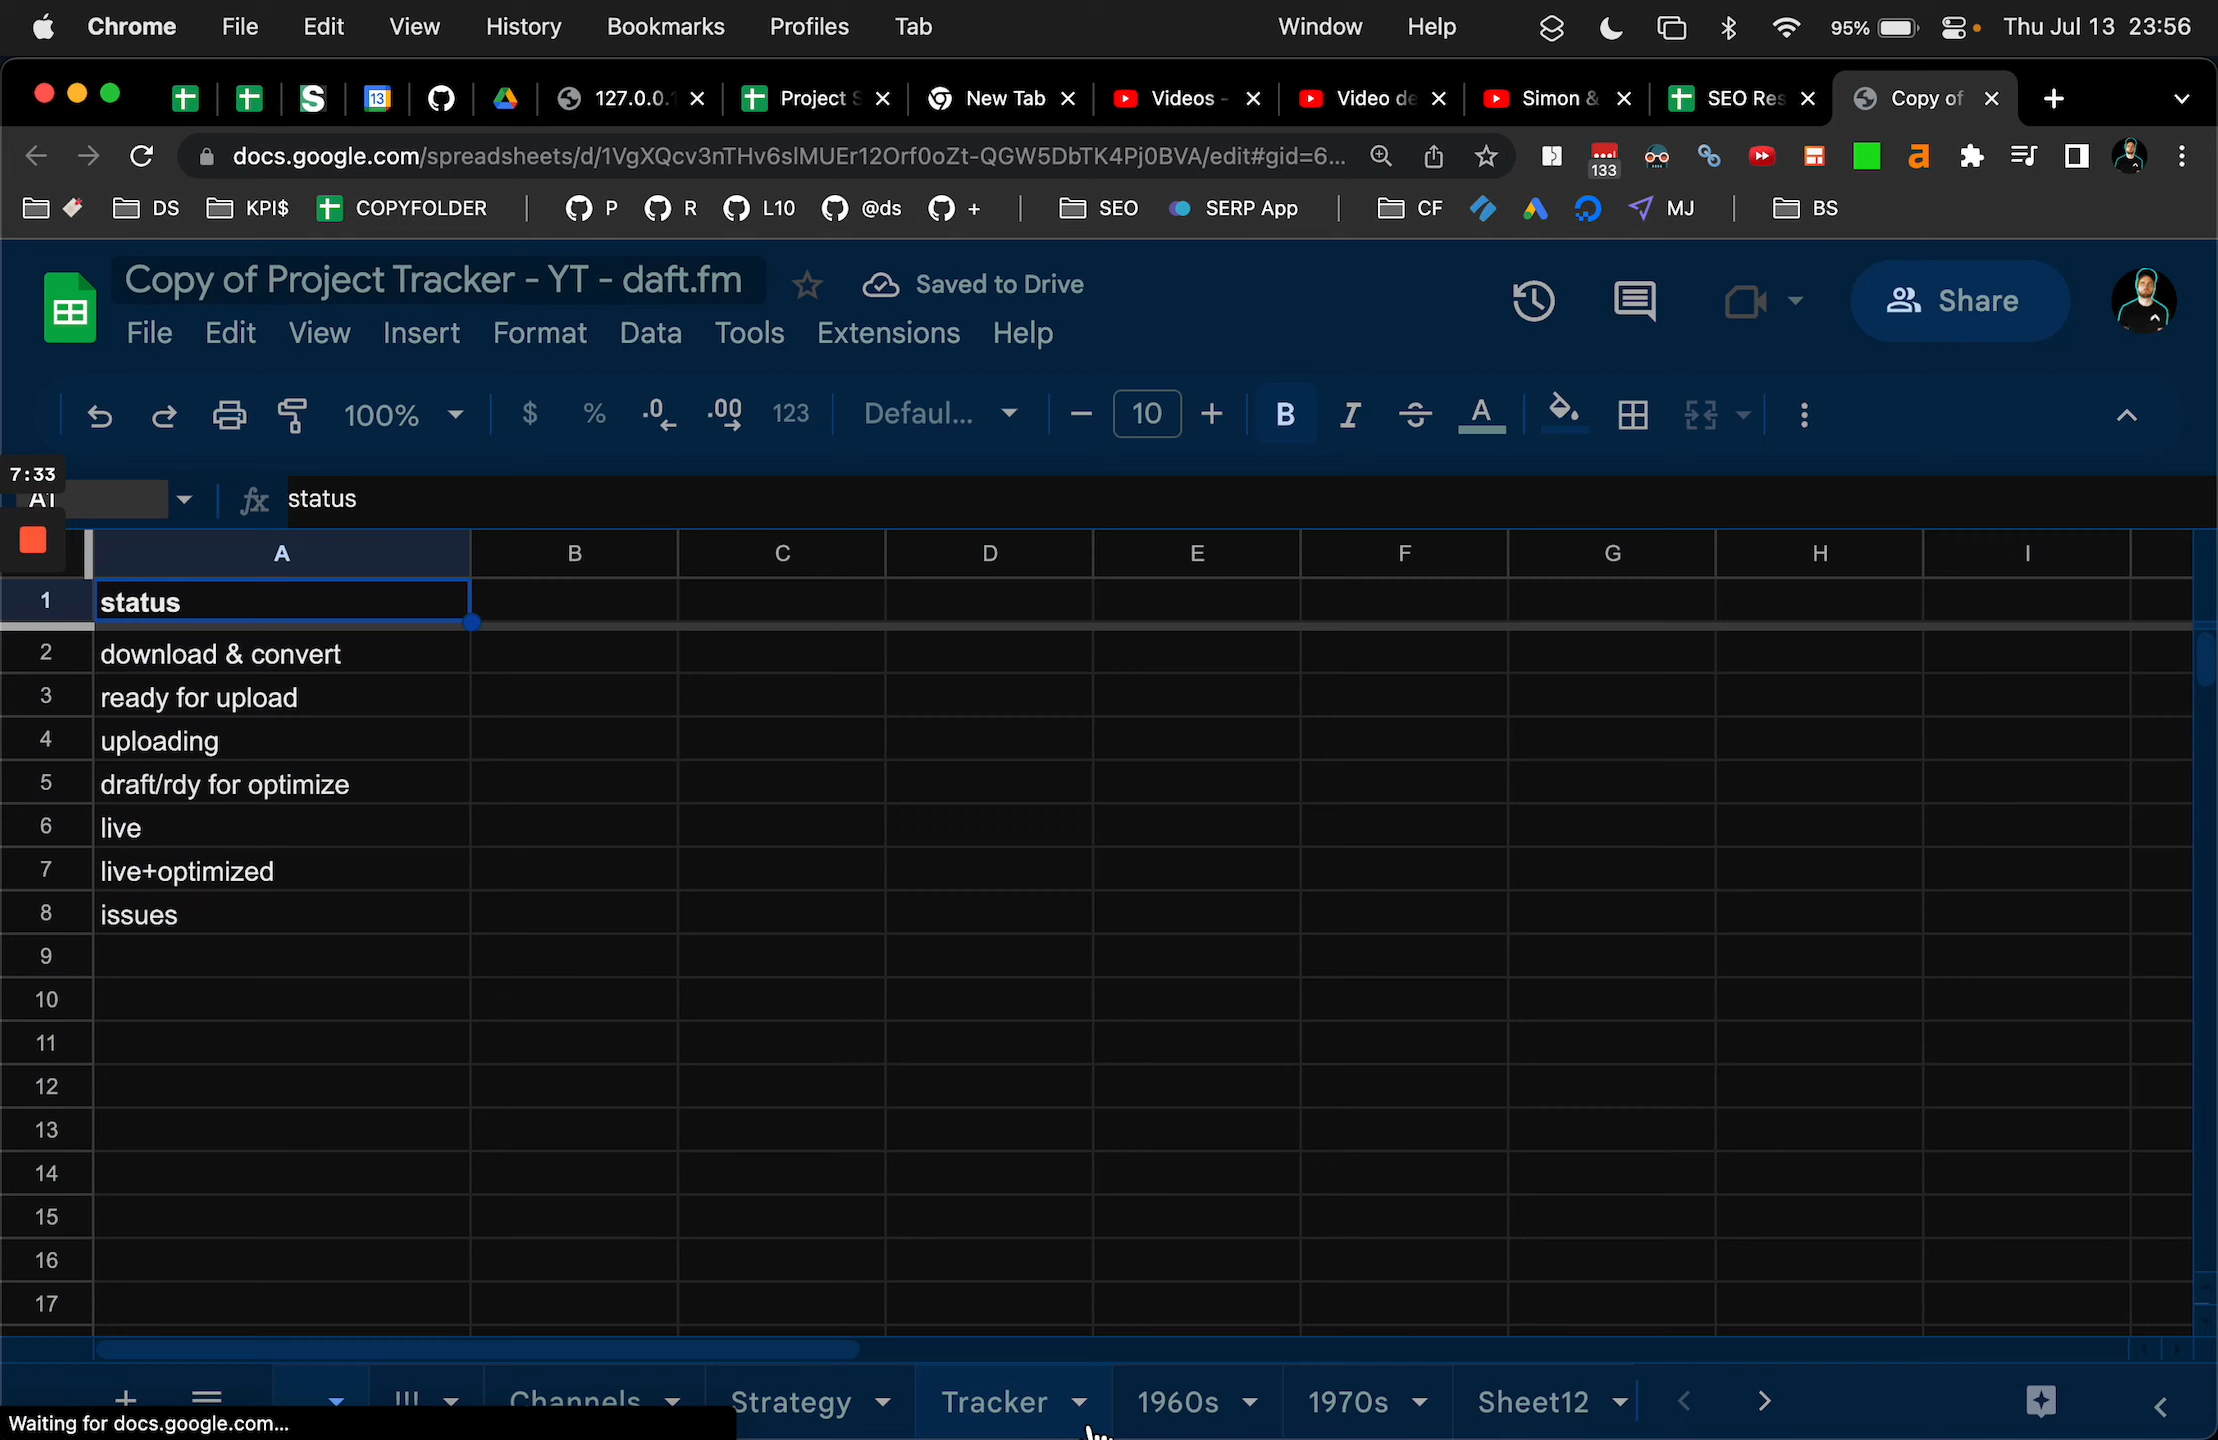 Chrome File Edit View History Bookmarks Profiles Tab Window Help 95% Thu Jul 13 23:56
13 127.0.0.1 Project S New Tab Videos - Video de Simon & SEO Res Copy of
docs.google.com/spreadsheets/d/1VgXQcv3nTHv6sIMUEr12Orf0oZt-QGW5DbTK4Pj0BVA/edit#gid=6... 133
DS KPI$ COPYFOLDER P R L10 @ds + SEO SERP App CF MJ BS
Copy of Project Tracker - YT - daft.fm Saved to Drive
Share
File Edit View Insert Format Data Tools Extensions Help
100% $ % .0 .00 123 Defaul... 10 B I S A
7:33
A1 fx status
A B C D E F G H I
1 status
2 download & convert
3 ready for upload
4 uploading
5 draft/rdy for optimize
6 live
7 live+optimized
8 issues
9
10
11
12
13
14
15
16
17
Channels Strategy Tracker 1960s 1970s Sheet12
Waiting for docs.google.com...